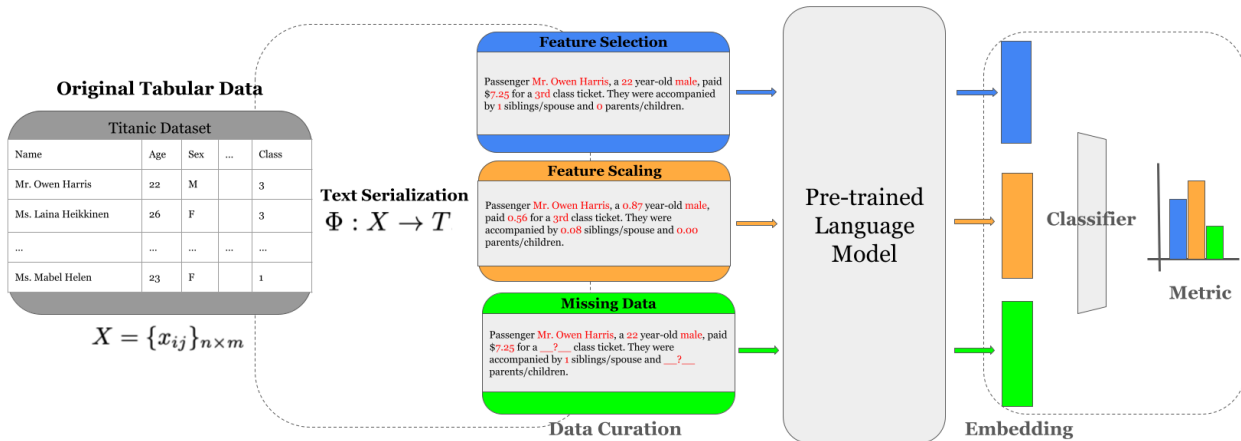 Original Tabular Data
Titanic Dataset
Name Age Sex ... Class
Mr. Owen Harris 22 M 3
Ms. Laina Heikkinen 26 F 3
... ... ... ... ...
Ms. Mabel Helen 23 F 1
X = {x_{ij}}_{n×m}
Text Serialization
Φ : X → T
Feature Selection
Passenger Mr. Owen Harris, a 22 year-old male, paid
$7.25 for a 3rd class ticket. They were accompanied
by 1 siblings/spouse and 0 parents/children.
Feature Scaling
Passenger Mr. Owen Harris, a 0.87 year-old male,
paid 0.56 for a 3rd class ticket. They were
accompanied by 0.08 siblings/spouse and 0.00
parents/children.
Missing Data
Passenger Mr. Owen Harris, a 22 year-old male, paid
$7.25 for a __?__ class ticket. They were
accompanied by 1 siblings/spouse and __?__
parents/children.
Data Curation
Pre-trained
Language
Model
Embedding
Classifier
Metric